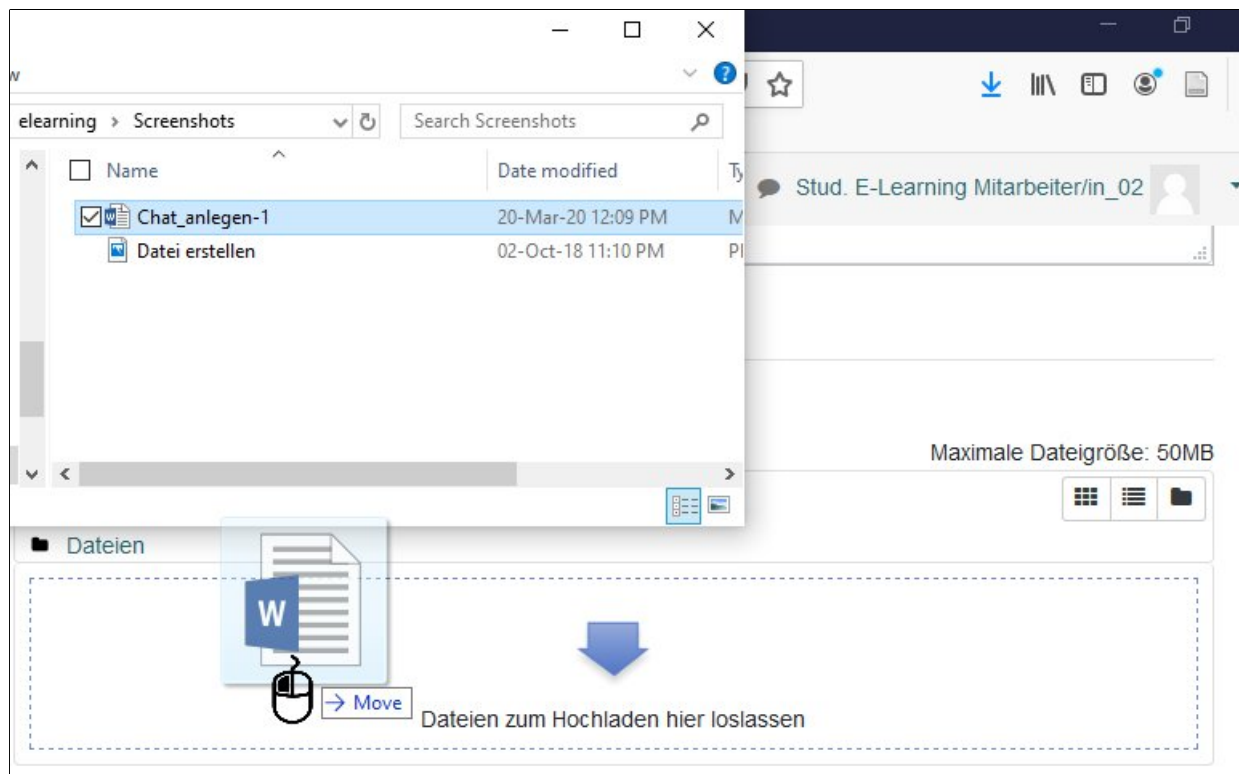 elearning > Screenshots
Search Screenshots
Name
Date modified
Chat_anlegen-1
20-Mar-20 12:09 PM
Datei erstellen
02-Oct-18 11:10 PM
Stud. E-Learning Mitarbeiter/in_02
Maximale Dateigröße: 50MB
Dateien
W
→ Move
Dateien zum Hochladen hier loslassen